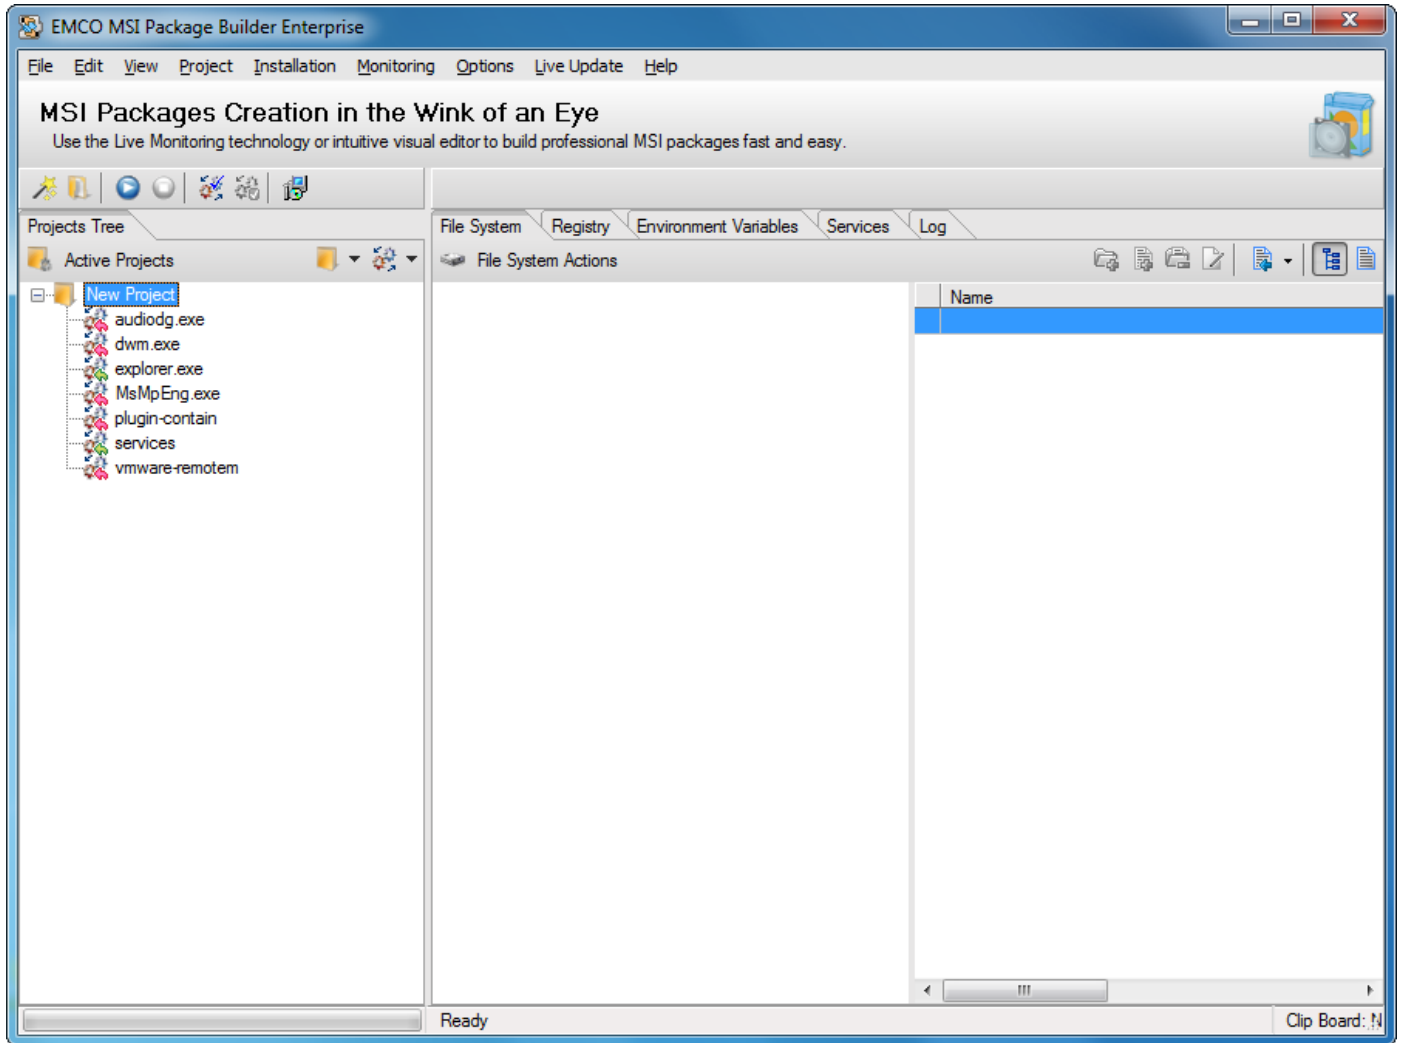 EMCO MSI Package Builder Enterprise
File Edit View Project Installation Monitoring Options Live Update Help
MSI Packages Creation in the Wink of an Eye
Use the Live Monitoring technology or intuitive visual editor to build professional MSI packages fast and easy.
Projects Tree
File System Registry Environment Variables Services Log
Active Projects
File System Actions
New Project
Name
audiodg.exe
dwm.exe
explorer.exe
MsMpEng.exe
plugin-contain
services
vmware-remotem
Ready
Clip Board: N